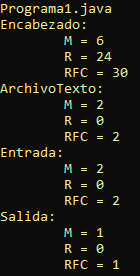 Programa1.java
Encabezado:
M = 6
R = 24
RFC = 30
ArchivoTexto:
M = 2
R = 0
RFC = 2
Entrada:
M = 2
R = 0
RFC = 2
Salida:
M = 1
R = 0
RFC = 1